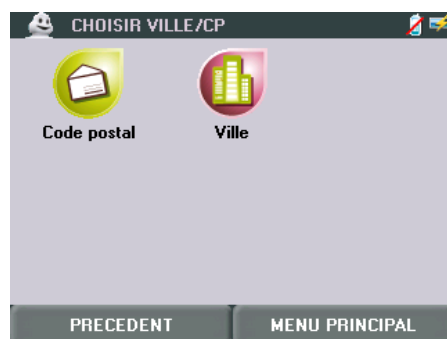 CHOISIR VILLE/CP
Code postal
Ville
PRECEDENT
MENU PRINCIPAL